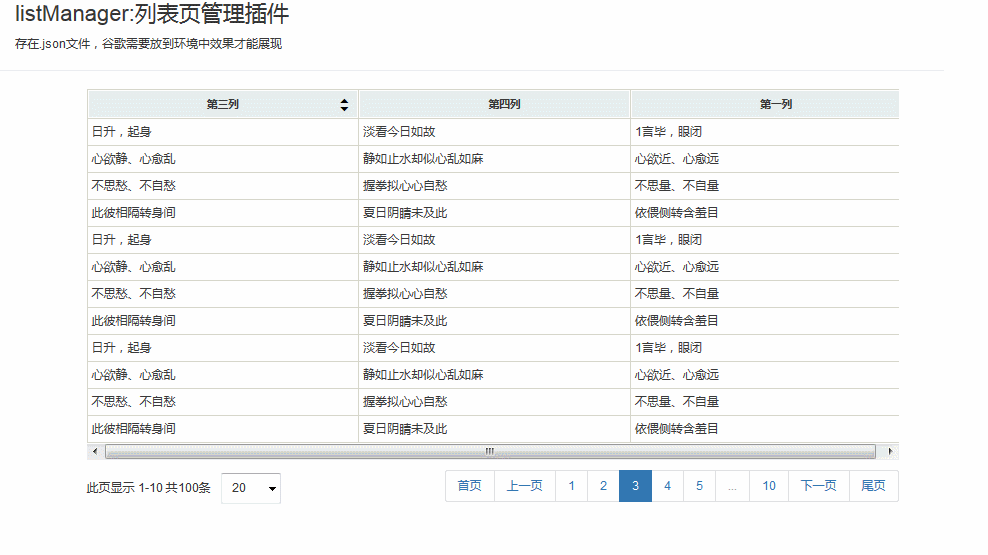 listManager:列表页管理插件
存在.json文件，谷歌需要放到环境中效果才能展现
第三列 第四列 第一列
日升，起身 淡看今日如故 1言毕，眼闭
心欲静、心愈乱 静如止水却似心乱如麻 心欲近、心愈远
不思愁、不自愁 握拳拟心心自愁 不思量、不自量
此彼相隔转身间 夏日阴睛未及此 依偎侧转含羞目
日升，起身 淡看今日如故 1言毕，眼闭
心欲静、心愈乱 静如止水却似心乱如麻 心欲近、心愈远
不思愁、不自愁 握拳拟心心自愁 不思量、不自量
此彼相隔转身间 夏日阴睛未及此 依偎侧转含羞目
日升，起身 淡看今日如故 1言毕，眼闭
心欲静、心愈乱 静如止水却似心乱如麻 心欲近、心愈远
不思愁、不自愁 握拳拟心心自愁 不思量、不自量
此彼相隔转身间 夏日阴睛未及此 依偎侧转含羞目
此页显示 1-10 共100条 20 首页 上一页 1 2 3 4 5 ... 10 下一页 尾页